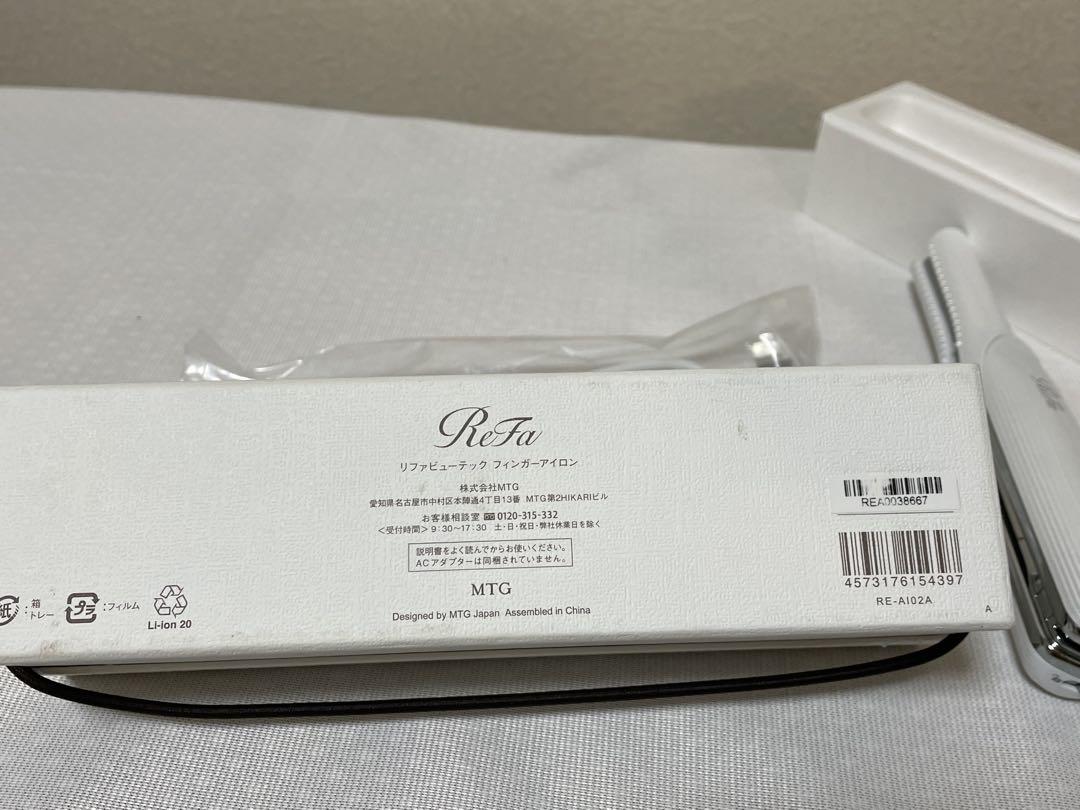 ReFa
リファビューテック フィンガーアイロン
株式会社MTG
愛知県名古屋市中村区本陣通4丁目13番 MTG第2HIKARIビル
お客様相談室 0120-315-332
<受付時間> 9:30~17:30 土・日・祝日・弊社休業日を除く
説明書をよく読んでからお使いください。
ACアダプターは同梱されていません。
MTG
Designed by MTG Japan Assembled in China
紙 :箱 トレー
プラ :フィルム
Li-ion 20
REA0038667
4573176154397
RE-AI02A
A